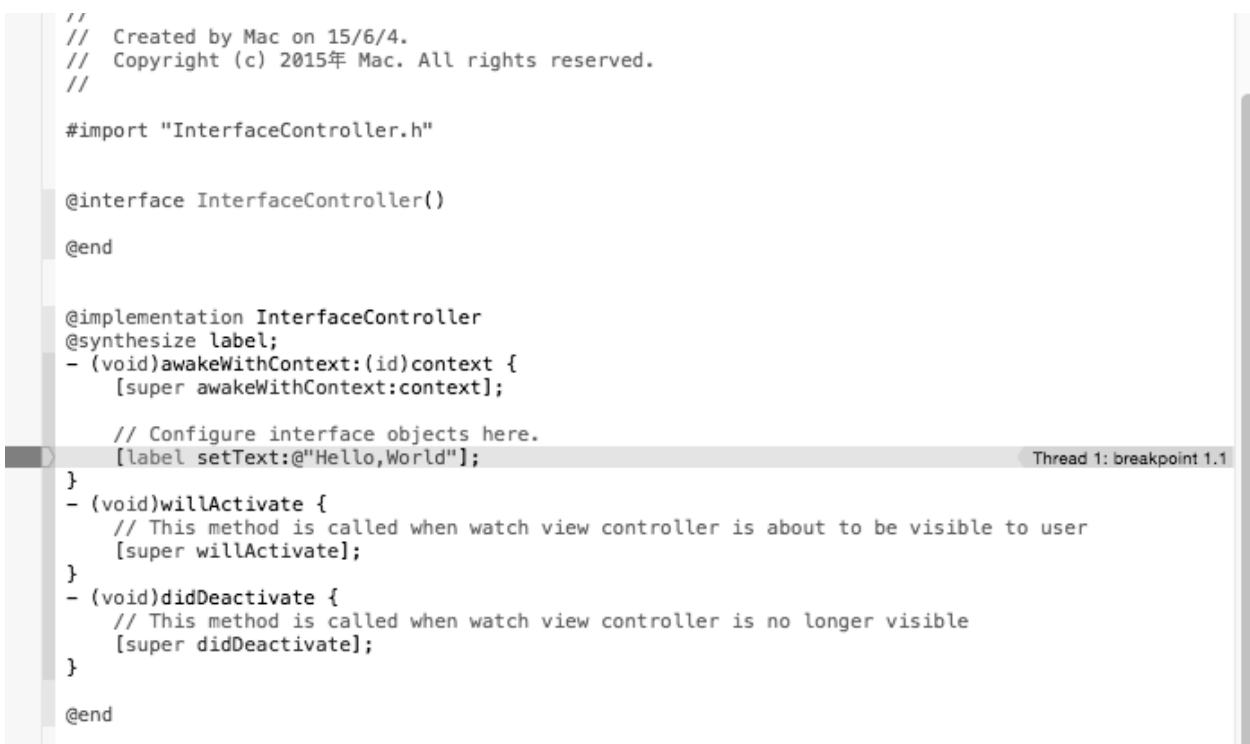 //
//  Created by Mac on 15/6/4.
//  Copyright (c) 2015年 Mac. All rights reserved.
//
#import "InterfaceController.h"
@interface InterfaceController()
@end
@implementation InterfaceController
@synthesize label;
- (void)awakeWithContext:(id)context {
    [super awakeWithContext:context];
    // Configure interface objects here.
    [label setText:@"Hello,World"]; Thread 1: breakpoint 1.1
}
- (void)willActivate {
    // This method is called when watch view controller is about to be visible to user
    [super willActivate];
}
- (void)didDeactivate {
    // This method is called when watch view controller is no longer visible
    [super didDeactivate];
}
@end